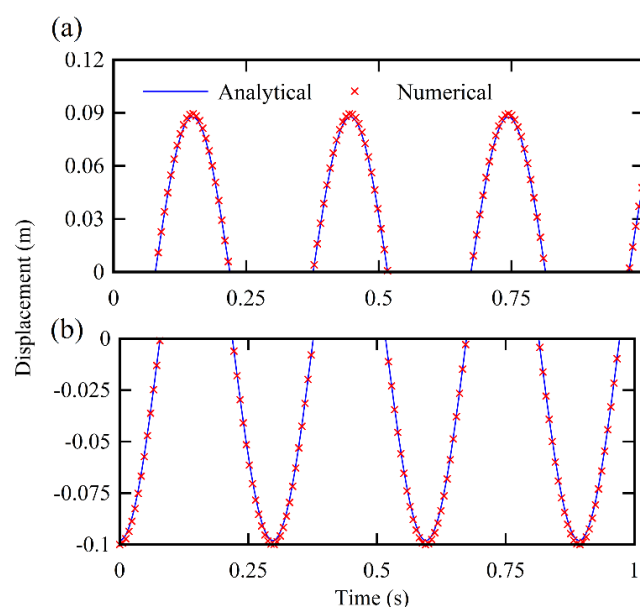 (a)
0.12
Analytical
Numerical
0.09
0.06
0.03
0
0 0.25 0.5 0.75
Displacement (m)
(b)
0
-0.025
-0.05
-0.075
-0.1
0 0.25 0.5 0.75 1
Time (s)